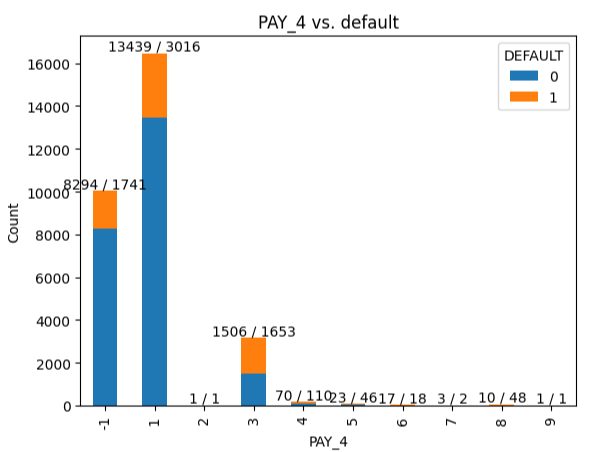 PAY_4 vs. default
13439 / 3016
DEFAULT
0
1
16000
14000
12000
10000
8000
6000
4000
2000
0
Count
8294 / 1741
1 / 1
1506 / 1653
70 / 110
23 / 46
17 / 18
3 / 2
10 / 48
1 / 1
-1 1 2 3 4 5 6 7 8 9
PAY_4